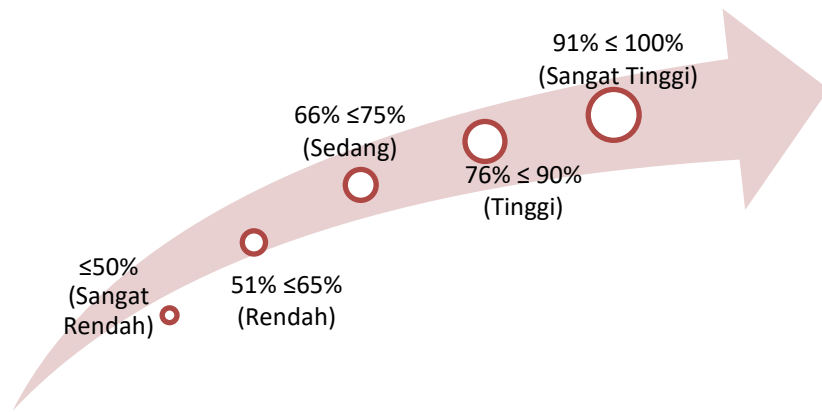 ≤50%
(Sangat
Rendah)
51% ≤65%
(Rendah)
66% ≤75%
(Sedang)
76% ≤ 90%
(Tinggi)
91% ≤ 100%
(Sangat Tinggi)